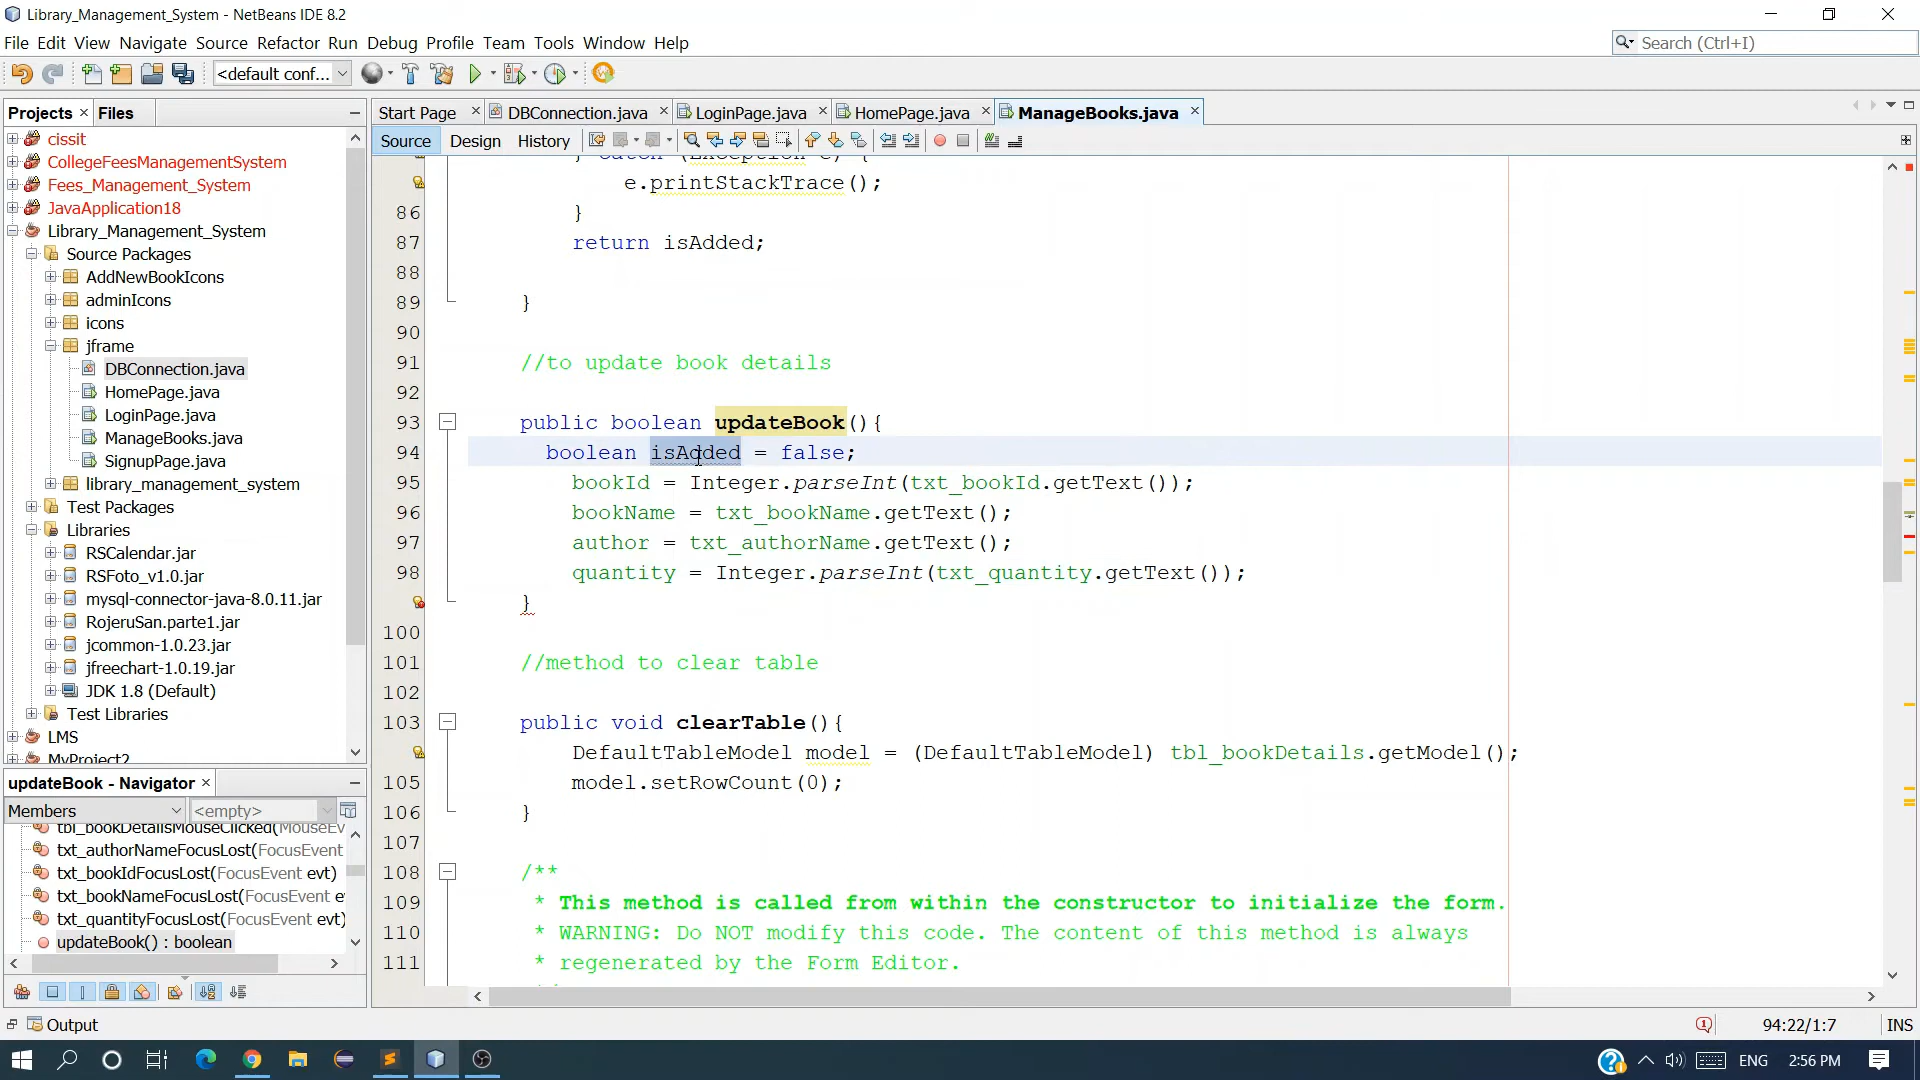 Library_Management_System - NetBeans IDE 8.2
File Edit View Navigate Source Refactor Run Debug Profile Team Tools Window Help
Search (Ctrl+I)
<default conf...
Projects
Files
Start Page
DBConnection.java
LoginPage.java
HomePage.java
ManageBooks.java
Source
Design
History
cissit
CollegeFeesManagementSystem
Fees_Management_System
JavaApplication18
Library_Management_System
Source Packages
AddNewBookIcons
adminIcons
icons
jframe
DBConnection.java
HomePage.java
LoginPage.java
ManageBooks.java
SignupPage.java
library_management_system
Test Packages
Libraries
RSCalendar.jar
RSFoto_v1.0.jar
mysql-connector-java-8.0.11.jar
RojeruSan.parte1.jar
jcommon-1.0.23.jar
jfreechart-1.0.19.jar
JDK 1.8 (Default)
Test Libraries
LMS
MyProject2
updateBook - Navigator
Members
<empty>
tbl_bookDetailsMouseClicked(MouseEv
txt_authorNameFocusLost(FocusEvent
txt_bookIdFocusLost(FocusEvent evt)
txt_bookNameFocusLost(FocusEvent ev
txt_quantityFocusLost(FocusEvent evt)
updateBook() : boolean
} catch (Exception e) {
e.printStackTrace();
86 }
87 return isAdded;
88
89 }
90
91 //to update book details
92
93 public boolean updateBook(){
94 boolean isAdded = false;
95 bookId = Integer.parseInt(txt_bookId.getText());
96 bookName = txt_bookName.getText();
97 author = txt_authorName.getText();
98 quantity = Integer.parseInt(txt_quantity.getText());
}
100
101 //method to clear table
102
103 public void clearTable(){
DefaultTableModel model = (DefaultTableModel) tbl_bookDetails.getModel();
105 model.setRowCount(0);
106 }
107
108 /**
109 * This method is called from within the constructor to initialize the form.
110 * WARNING: Do NOT modify this code. The content of this method is always
111 * regenerated by the Form Editor.
Output
94:22/1:7
INS
ENG
2:56 PM